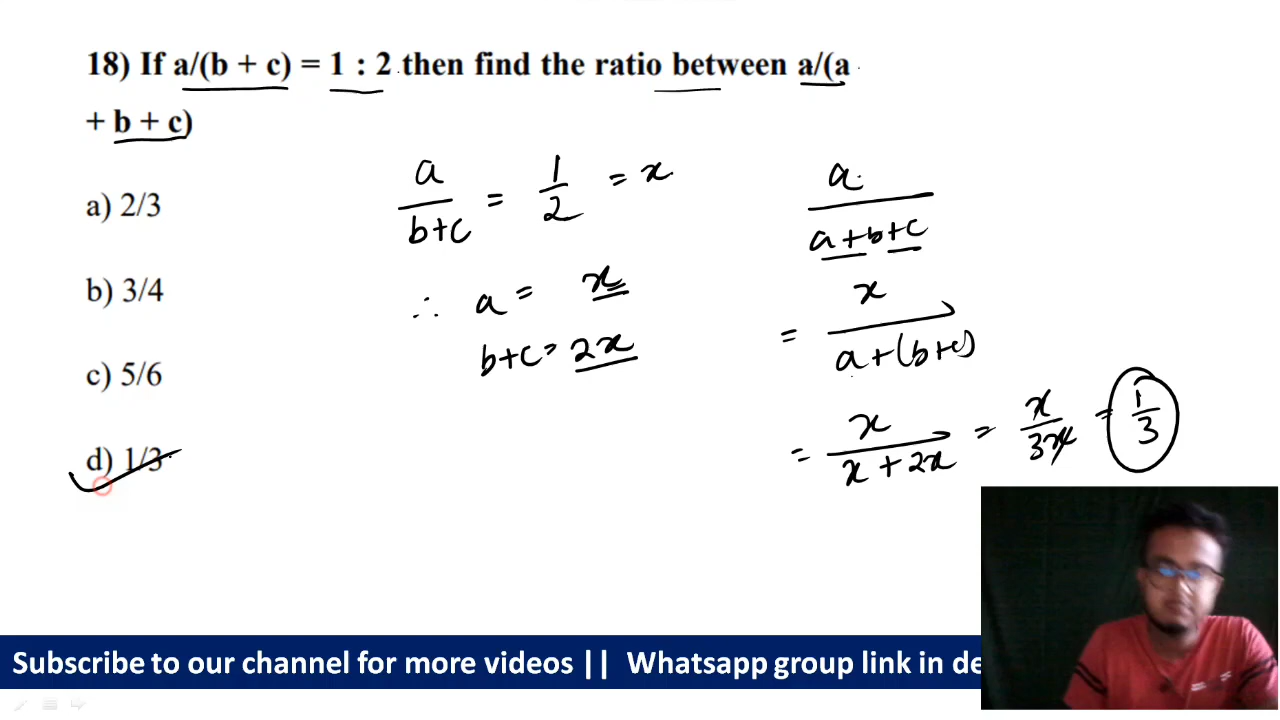 18) If a/(b + c) = 1 : 2 then find the ratio between a/(a
+ b + c)
a) 2/3
b) 3/4
c) 5/6
d) 1/3
a/b+c = 1/2 = x
∴ a = x
b+c = 2x
a/a+b+c
= x/a+(b+c)
= x/x+2x = x/3x = 1/3
Subscribe to our channel for more videos || Whatsapp group link in de